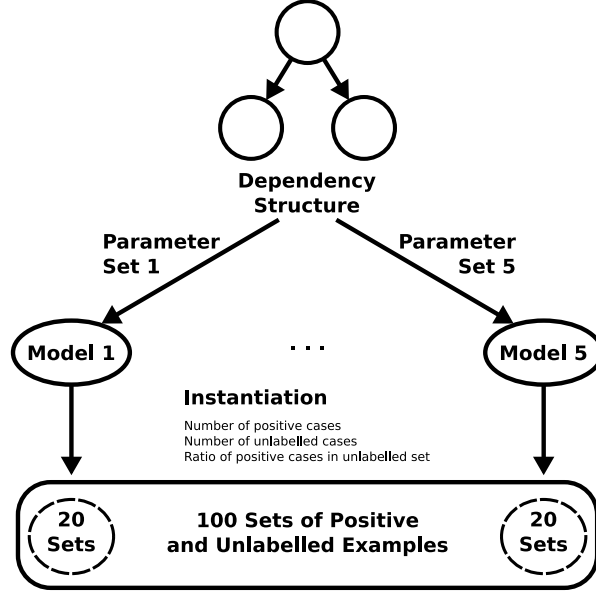 Dependency
Structure
Parameter
Set 1
Parameter
Set 5
Model 1
. . .
Model 5
Instantiation
Number of positive cases
Number of unlabelled cases
Ratio of positive cases in unlabelled set
20
Sets
100 Sets of Positive
and Unlabelled Examples
20
Sets